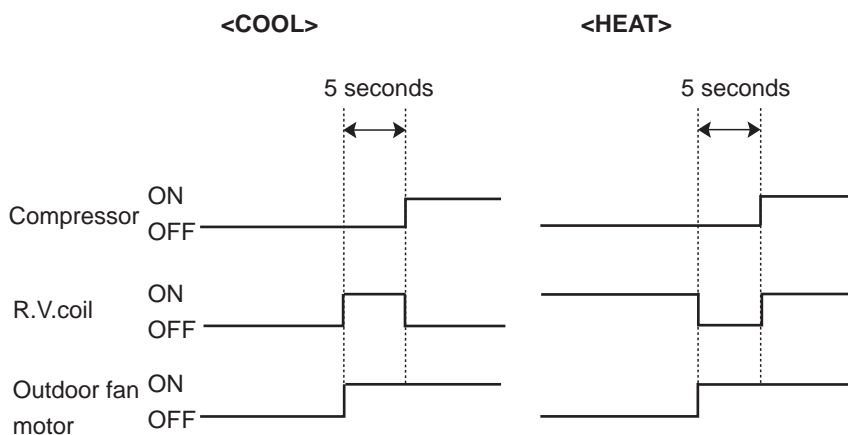 <COOL> <HEAT>
5 seconds 5 seconds
Compressor ON
OFF
R.V.coil ON
OFF
Outdoor fan ON
motor OFF